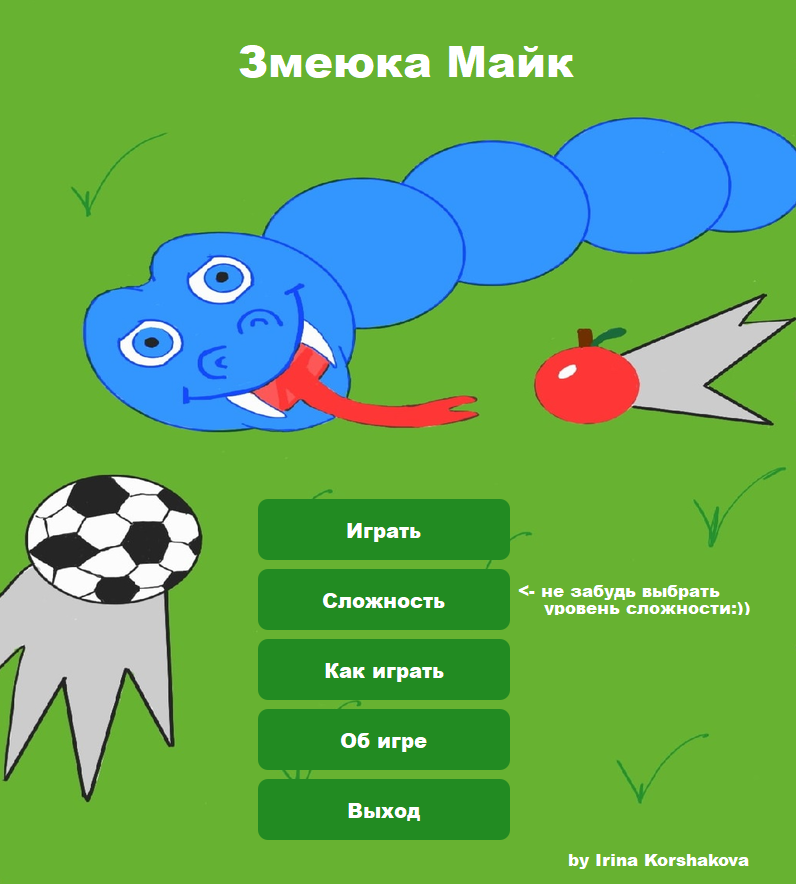 Змеюка Майк
Играть
Сложность
<- не забудь выбрать
уровень сложности:))
Как играть
Об игре
Выход
by Irina Korshakova